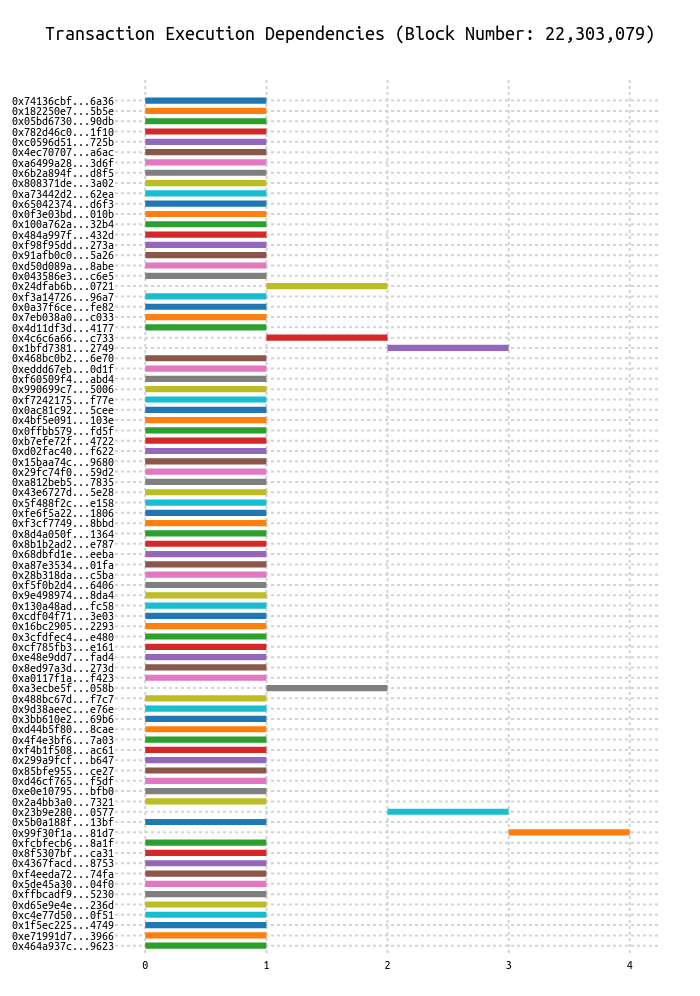 Transaction Execution Dependencies (Block Number: 22,303,079)
0x74136cbf...6a36
0x182250e7...5b5e
0x05bd6730...90db
0x782d46c0...1f10
0xc0596d51...725b
0x4ec70707...a6ac
0xa6499a28...3d6f
0x6b2a894f...d8f5
0x808371de...3a02
0xa73442d2...62ea
0x65042374...d6f3
0x0f3e03bd...010b
0x100a762a...32b4
0x484a997f...432d
0xf98f95dd...273a
0x91afb0c0...5a26
0xd50d089a...8abe
0x043586e3...c6e5
0x24dfab6b...0721
0xf3a14726...96a7
0x0a37f6ce...fe82
0x7eb038a0...c033
0x4d11df3d...4177
0x4c6c6a66...c733
0x1bfd7381...2749
0x468bc0b2...6e70
0xeddd67eb...0d1f
0xf60509f4...abd4
0x990699c7...5006
0xf7242175...f77e
0x0ac81c92...5cee
0x4bf5e091...103e
0x0ffbb579...fd5f
0xb7efe72f...4722
0xd02fac40...f622
0x15baa74c...9680
0x29fc74f0...59d2
0xa812beb5...7835
0x43e6727d...5e28
0x5f488f2c...e158
0xfe6f5a22...1806
0xf3cf7749...8bbd
0x8d4a050f...1364
0x8b1b2ad2...e787
0x68dbfd1e...eeba
0xa87e3534...01fa
0x28b318da...c5ba
0xf5f0b2d4...6406
0x9e498974...8da4
0x130a48ad...fc58
0xcdf04f71...3e03
0x16bc2905...2293
0x3cfdfec4...e480
0xcf785fb3...e161
0xe48e9dd7...fad4
0x8ed97a3d...273d
0xa0117f1a...f423
0xa3ecbe5f...058b
0x488bc67d...f7c7
0x9d38aeec...e76e
0x3bb610e2...69b6
0xd44b5f80...8cae
0x4f4e3bf6...7a03
0xf4b1f508...ac61
0x299a9fcf...b647
0x85bfe955...ce27
0xd46cf765...f5df
0xe0e10795...bfb0
0x2a4bb3a0...7321
0x23b9e280...0577
0x5b0a188f...13bf
0x99f30f1a...81d7
0xfcbfecb6...8a1f
0x8f5307bf...ca31
0x4367facd...8753
0xf4eeda72...74fa
0x5de45a30...04f0
0xffbcadf9...5230
0xd65e9e4e...236d
0xc4e77d50...0f51
0x1f5ec225...4749
0xe71991d7...3966
0x464a937c...9623
0 1 2 3 4